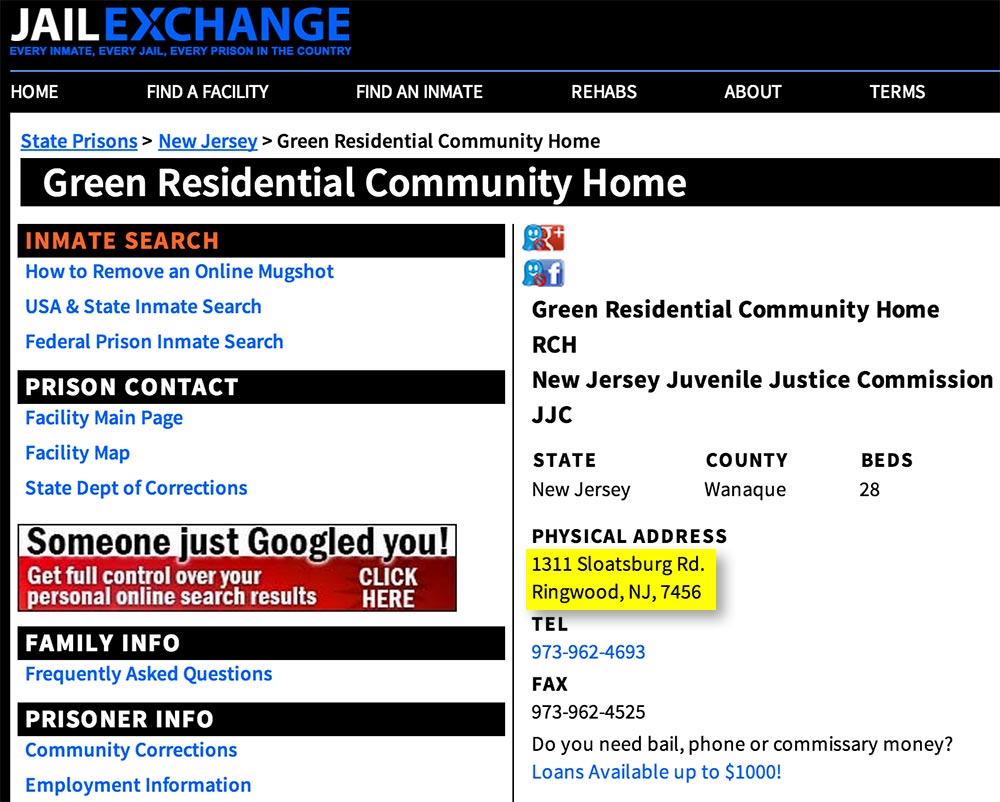 JAILEXCHANGE
EVERY INMATE, EVERY JAIL, EVERY PRISON IN THE COUNTRY
HOME FIND A FACILITY FIND AN INMATE REHABS ABOUT TERMS
State Prisons > New Jersey > Green Residential Community Home
Green Residential Community Home
INMATE SEARCH
How to Remove an Online Mugshot
USA & State Inmate Search
Federal Prison Inmate Search
PRISON CONTACT
Facility Main Page
Facility Map
State Dept of Corrections
Someone just Googled you!
Get full control over your
personal online search results
CLICK
HERE
FAMILY INFO
Frequently Asked Questions
PRISONER INFO
Community Corrections
Employment Information
g+
f
Green Residential Community Home
RCH
New Jersey Juvenile Justice Commission
JJC
STATE COUNTY BEDS
New Jersey Wanaque 28
PHYSICAL ADDRESS
1311 Sloatsburg Rd.
Ringwood, NJ, 7456
TEL
973-962-4693
FAX
973-962-4525
Do you need bail, phone or commissary money?
Loans Available up to $1000!